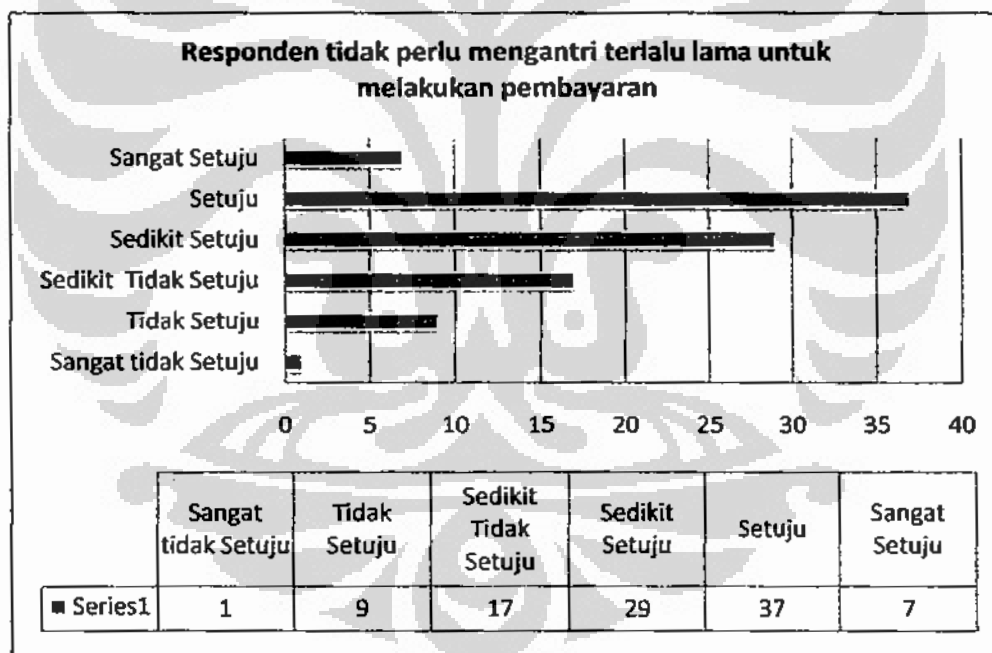 Responden tidak perlu mengantri terlalu lama untuk
melakukan pembayaran
Sangat Setuju
Setuju
Sedikit Setuju
Sedikit Tidak Setuju
Tidak Setuju
Sangat tidak Setuju
0 5 10 15 20 25 30 35 40
Sangat tidak Setuju Tidak Setuju Sedikit Tidak Setuju Sedikit Setuju Setuju Sangat Setuju
Series1 1 9 17 29 37 7